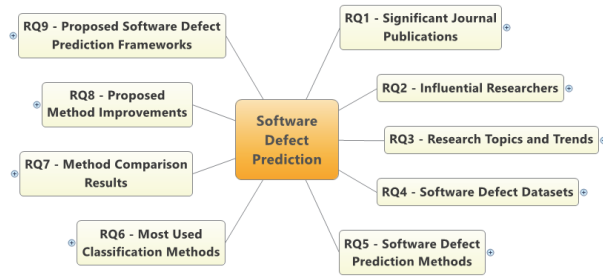 RQ9 - Proposed Software Defect
Prediction Frameworks
RQ1 - Significant Journal
Publications
RQ8 - Proposed
Method Improvements
RQ2 - Influential Researchers
Software
Defect
Prediction
RQ3 - Research Topics and Trends
RQ7 - Method Comparison
Results
RQ4 - Software Defect Datasets
RQ6 - Most Used
Classification Methods
RQ5 - Software Defect
Prediction Methods